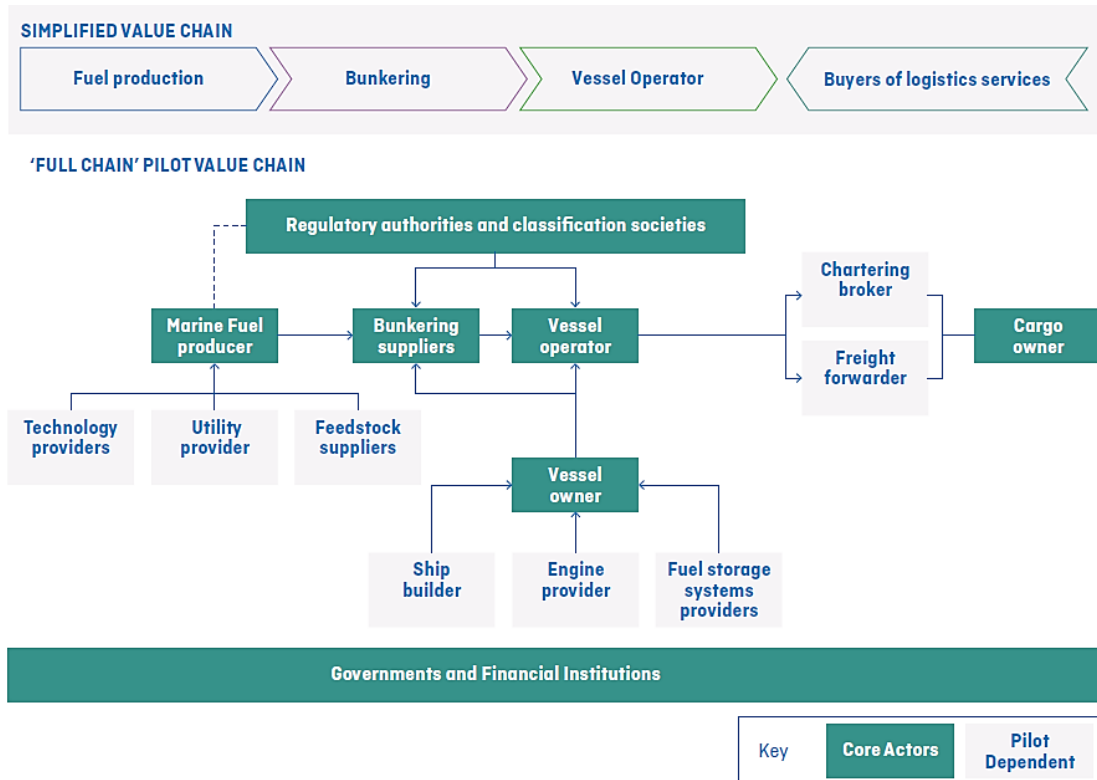 SIMPLIFIED VALUE CHAIN
Fuel production
Bunkering
Vessel Operator
Buyers of logistics services
‘FULL CHAIN’ PILOT VALUE CHAIN
Regulatory authorities and classification societies
Chartering
broker
Marine Fuel
producer
Bunkering
suppliers
Vessel
operator
Cargo
owner
Freight
forwarder
Technology
providers
Utility
provider
Feedstock
suppliers
Vessel
owner
Ship
builder
Engine
provider
Fuel storage
systems
providers
Governments and Financial Institutions
Key
Core Actors
Pilot
Dependent